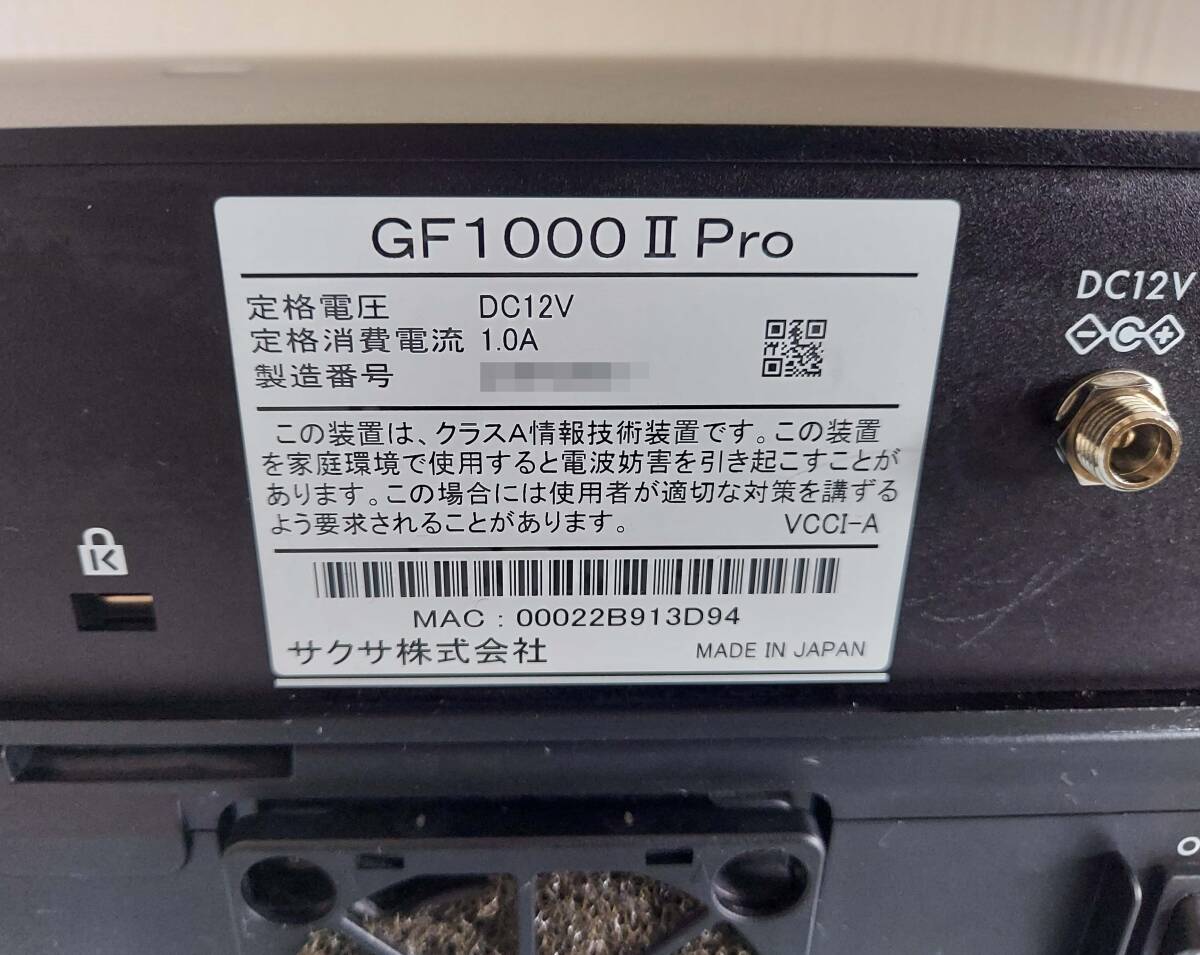 GF1000Ⅱ Pro
定格電圧 DC12V
定格消費電流 1.0A
製造番号
この装置は、クラスA情報技術装置です。この装置
を家庭環境で使用すると電波妨害を引き起こすことが
あります。この場合には使用者が適切な対策を講ずる
よう要求されることがあります。 VCCI-A
MAC : 00022B913D94
サクサ株式会社 MADE IN JAPAN
DC12V
K